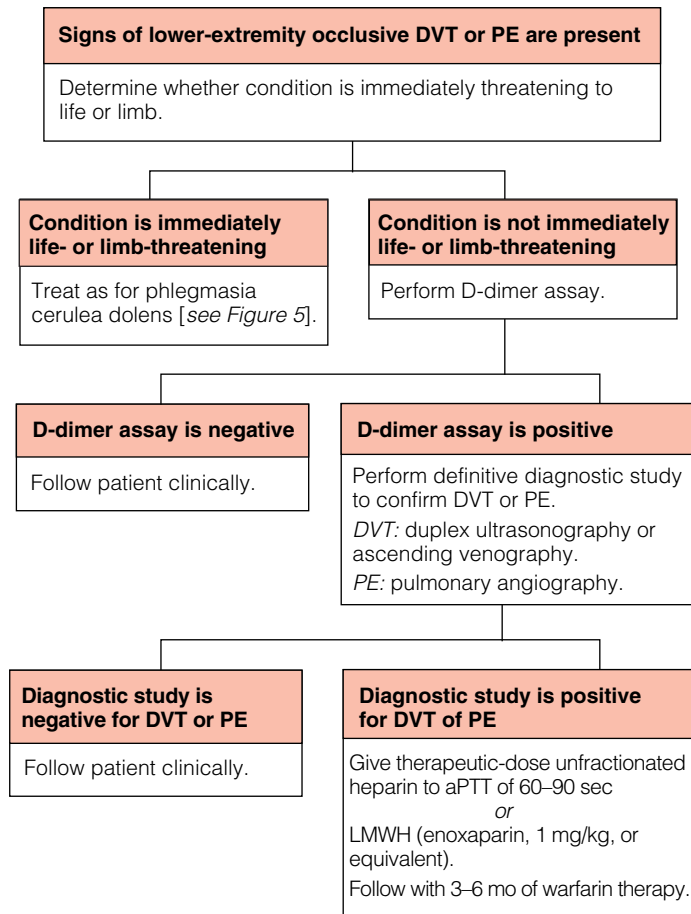 Signs of lower-extremity occlusive DVT or PE are present
Determine whether condition is immediately threatening to
life or limb.
Condition is immediately
life- or limb-threatening
Treat as for phlegmasia
cerulea dolens [see Figure 5].
Condition is not immediately
life- or limb-threatening
Perform D-dimer assay.
D-dimer assay is negative
Follow patient clinically.
D-dimer assay is positive
Perform definitive diagnostic study
to confirm DVT or PE.
DVT: duplex ultrasonography or
ascending venography.
PE: pulmonary angiography.
Diagnostic study is
negative for DVT or PE
Follow patient clinically.
Diagnostic study is positive
for DVT of PE
Give therapeutic-dose unfractionated
heparin to aPTT of 60–90 sec
or
LMWH (enoxaparin, 1 mg/kg, or
equivalent).
Follow with 3–6 mo of warfarin therapy.